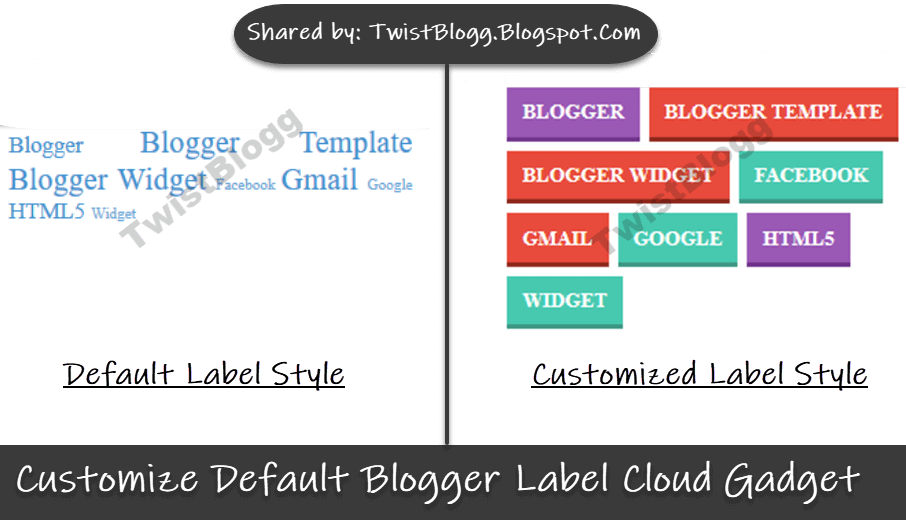 Shared by: TwistBlogg.Blogspot.Com
Blogger Blogger Template
Blogger Widget Facebook Gmail Google
HTML5 Widget
TwistBlogg
Default Label Style
BLOGGER BLOGGER TEMPLATE
BLOGGER WIDGET FACEBOOK
GMAIL GOOGLE HTML5
WIDGET
TwistBlogg
Customized Label Style
Customize Default Blogger Label Cloud Gadget